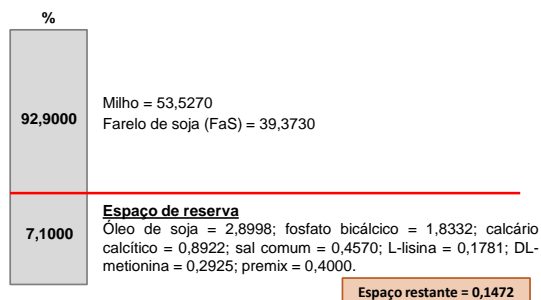 %
92,9000
Milho = 53,5270
Farelo de soja (FaS) = 39,3730
7,1000
Espaço de reserva
Óleo de soja = 2,8998; fosfato bicálcico = 1,8332; calcário
calcítico = 0,8922; sal comum = 0,4570; L-lisina = 0,1781; DL-
metionina = 0,2925; premix = 0,4000.
Espaço restante = 0,1472